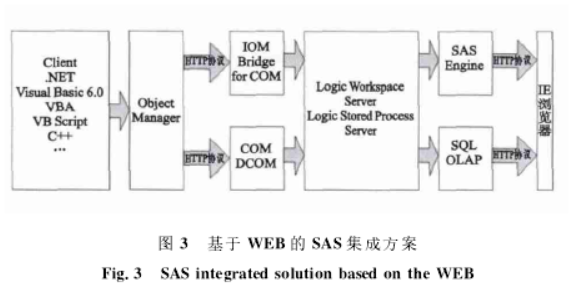 Client
.NET
Visual Basic 6.0
VBA
VB Script
C++
...
Object
Manager
HTTP协议
HTTP协议
IOM
Bridge
for COM
COM
DCOM
Logic Workspace
Server
Logic Stored Process
Server
SAS
Engine
SQL
OLAP
HTTP协议
HTTP协议
IE浏览器
图 3 基于 WEB 的 SAS 集成方案
Fig. 3 SAS integrated solution based on the WEB